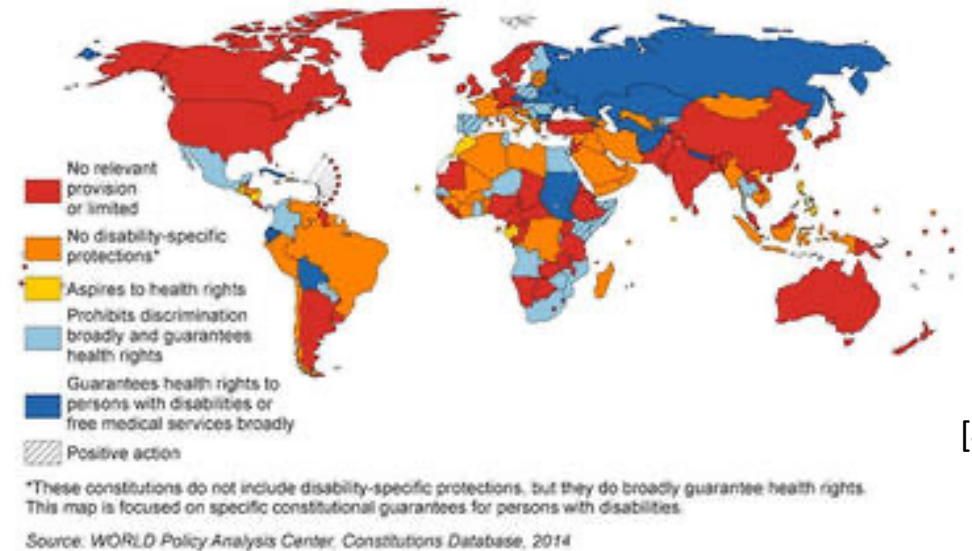 No relevant
provision
or limited
No disability-specific
protections*
Aspires to health rights
Prohibits discrimination
broadly and guarantees
health rights
Guarantees health rights to
persons with disabilities or
free medical services broadly
Positive action
[
*These constitutions do not include disability-specific protections, but they do broadly guarantee health rights.
This map is focused on specific constitutional guarantees for persons with disabilities.
Source: WORLD Policy Analysis Center, Constitutions Database, 2014